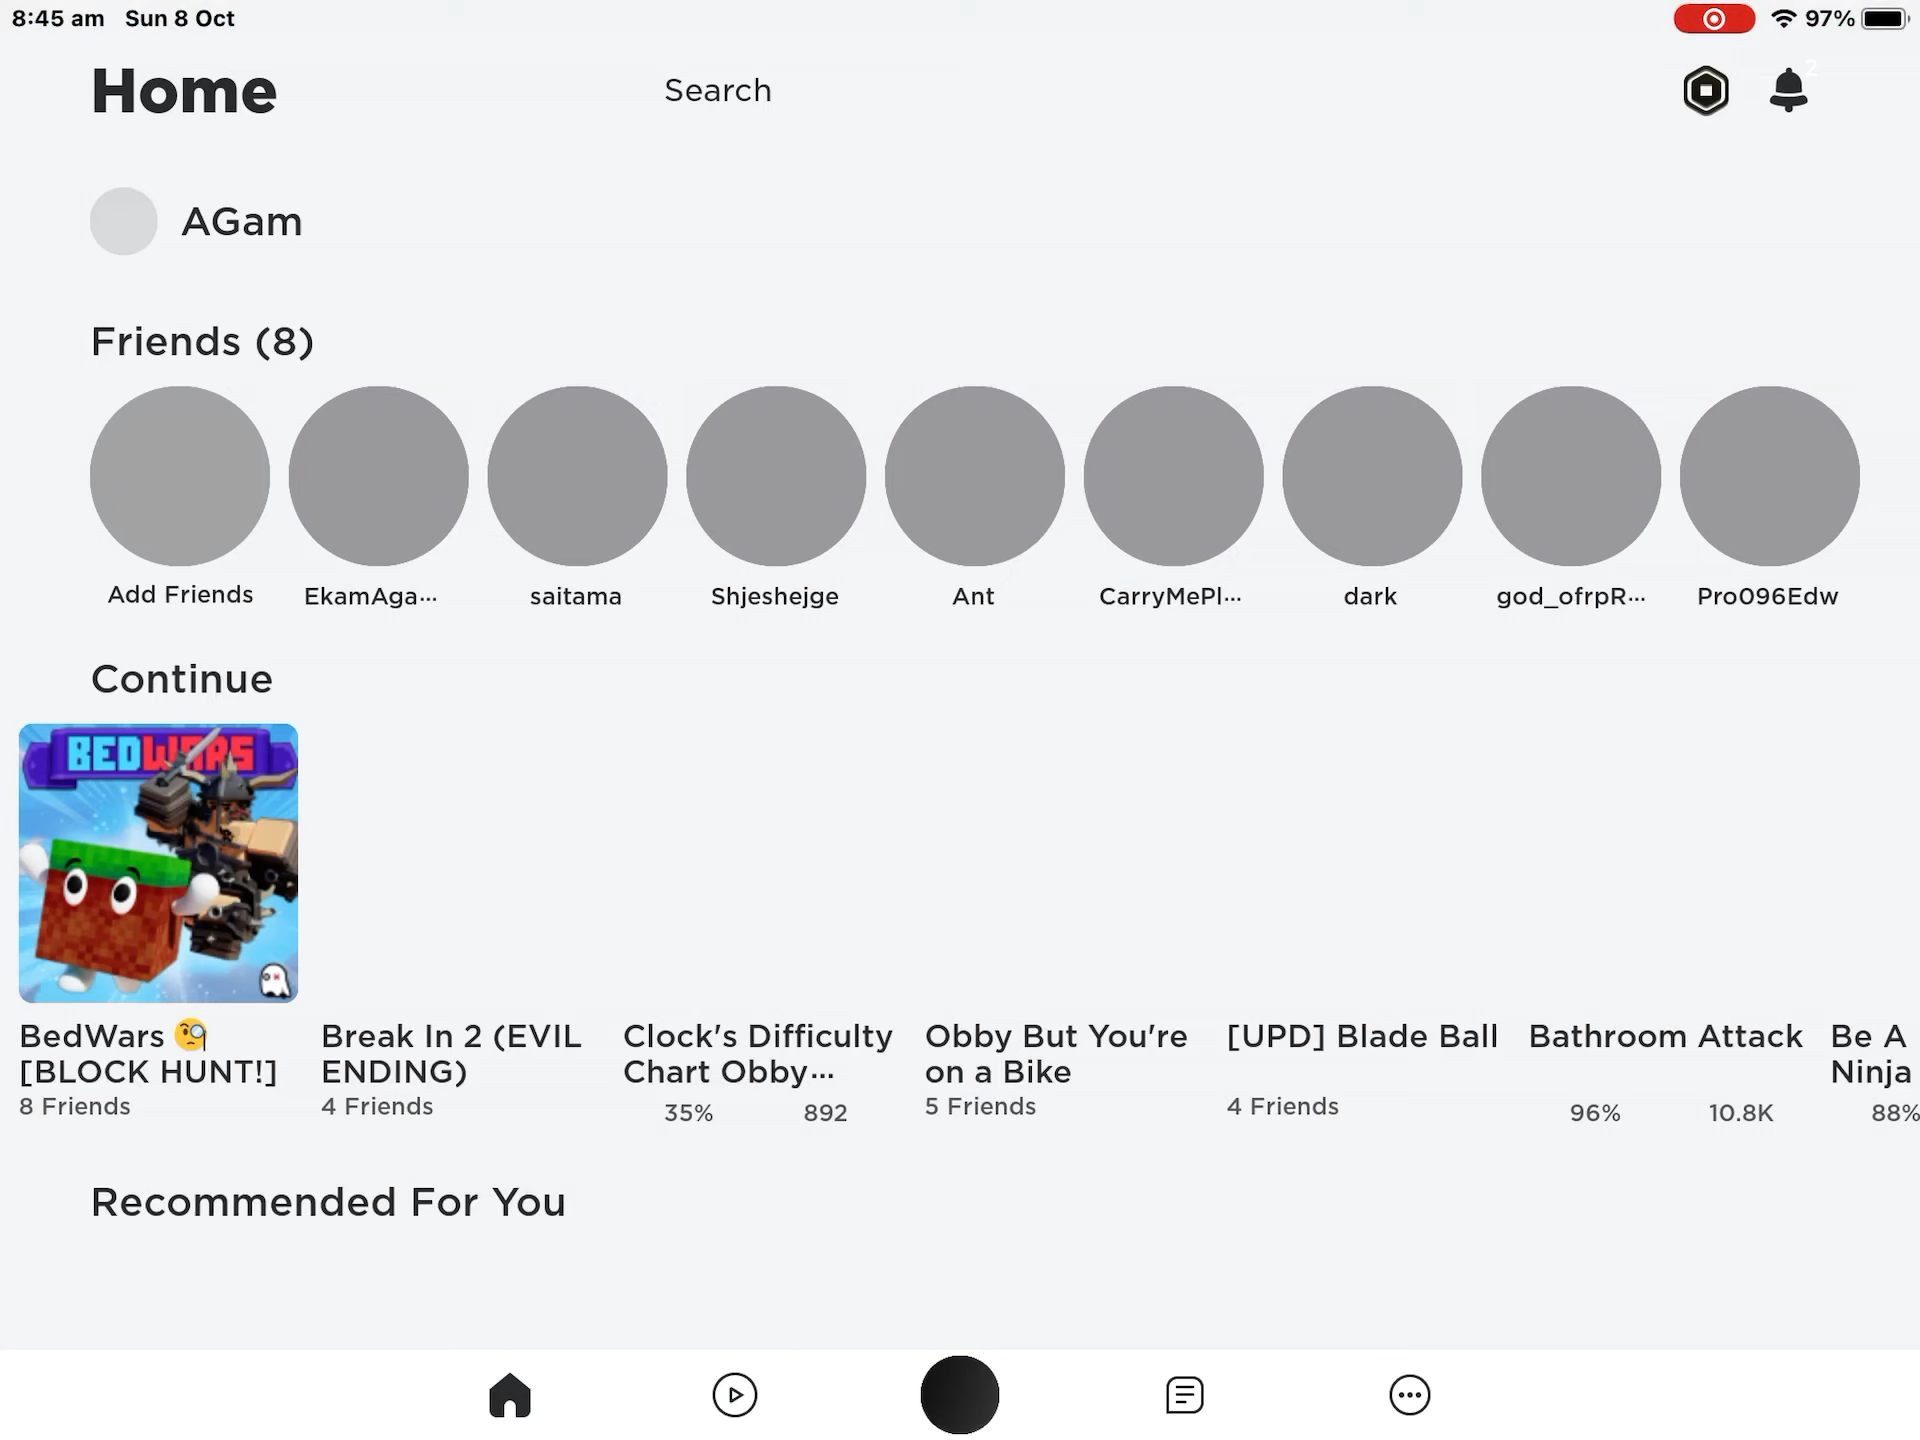 8:45 am Sun 8 Oct
97%
Home
Search
2
AGam
Friends (8)
Add Friends
EkamAga...
saitama
Shjeshejge
Ant
CarryMePl...
dark
god_ofrpR...
Pro096Edw
Continue
BEDWARS
BedWars 🧐
[BLOCK HUNT!]
8 Friends
Break In 2 (EVIL
ENDING)
4 Friends
Clock's Difficulty
Chart Obby...
35% 892
Obby But You're
on a Bike
5 Friends
[UPD] Blade Ball
4 Friends
Bathroom Attack
96% 10.8K
Be A
Ninja
88%
Recommended For You